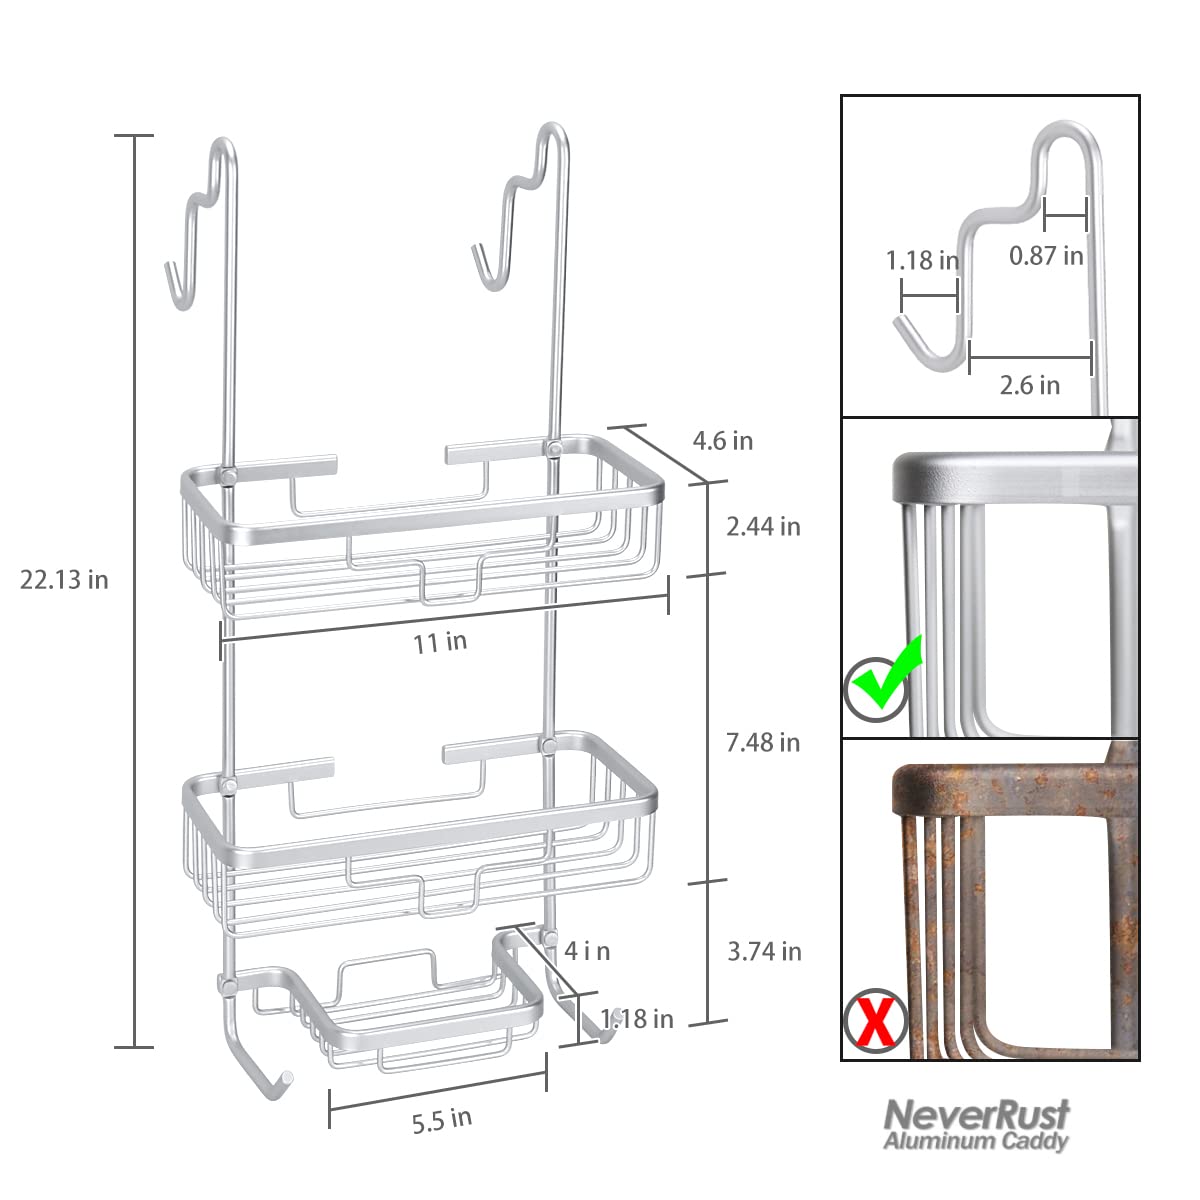 22.13 in
4.6 in
2.44 in
11 in
7.48 in
4 in
3.74 in
1.18 in
5.5 in
1.18 in
0.87 in
2.6 in
X
NeverRust
Aluminum Caddy